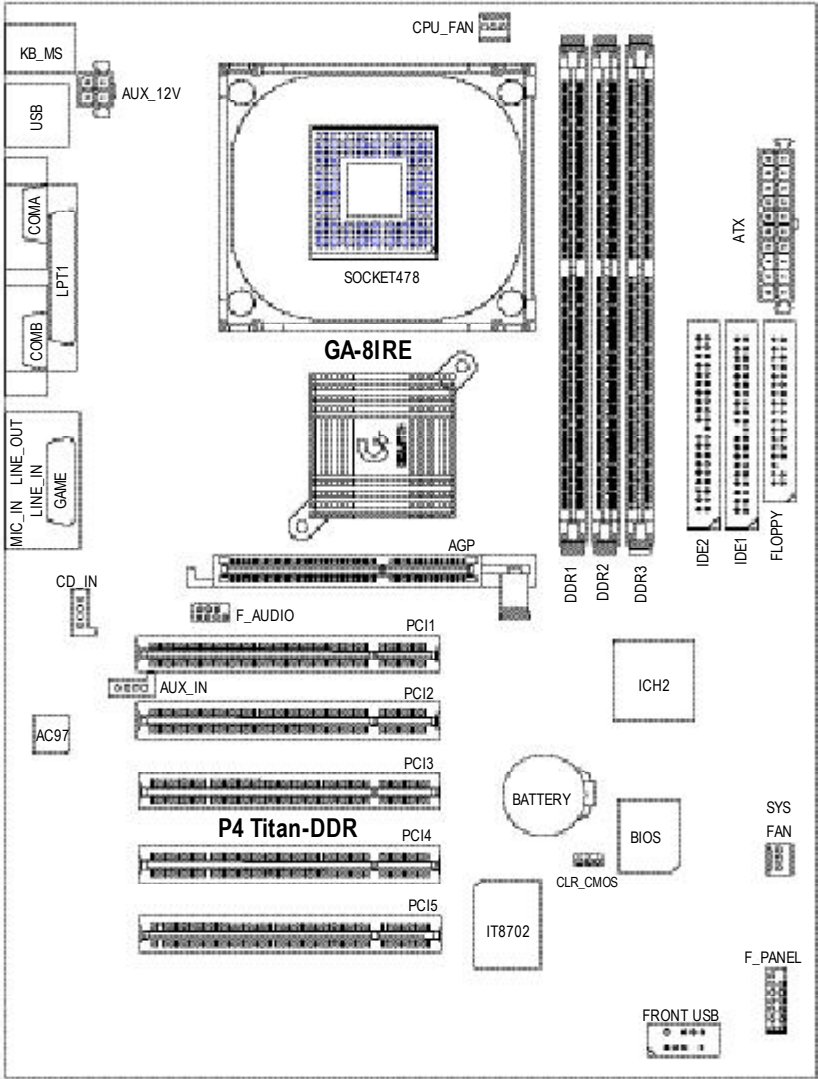 CPU_FAN
KB_MS
AUX_12V
USB
COMA
LPT1
COMB
SOCKET478
ATX
GA-8IRE
MIC_IN
LINE_OUT
LINE_IN
GAME
AGP
DDR1
DDR2
DDR3
IDE2
IDE1
FLOPPY
CD_IN
F_AUDIO
PCI1
AUX_IN
PCI2
ICH2
AC97
PCI3
BATTERY
P4 Titan-DDR
PCI4
BIOS
SYS
FAN
CLR_CMOS
PCI5
IT8702
F_PANEL
FRONT USB